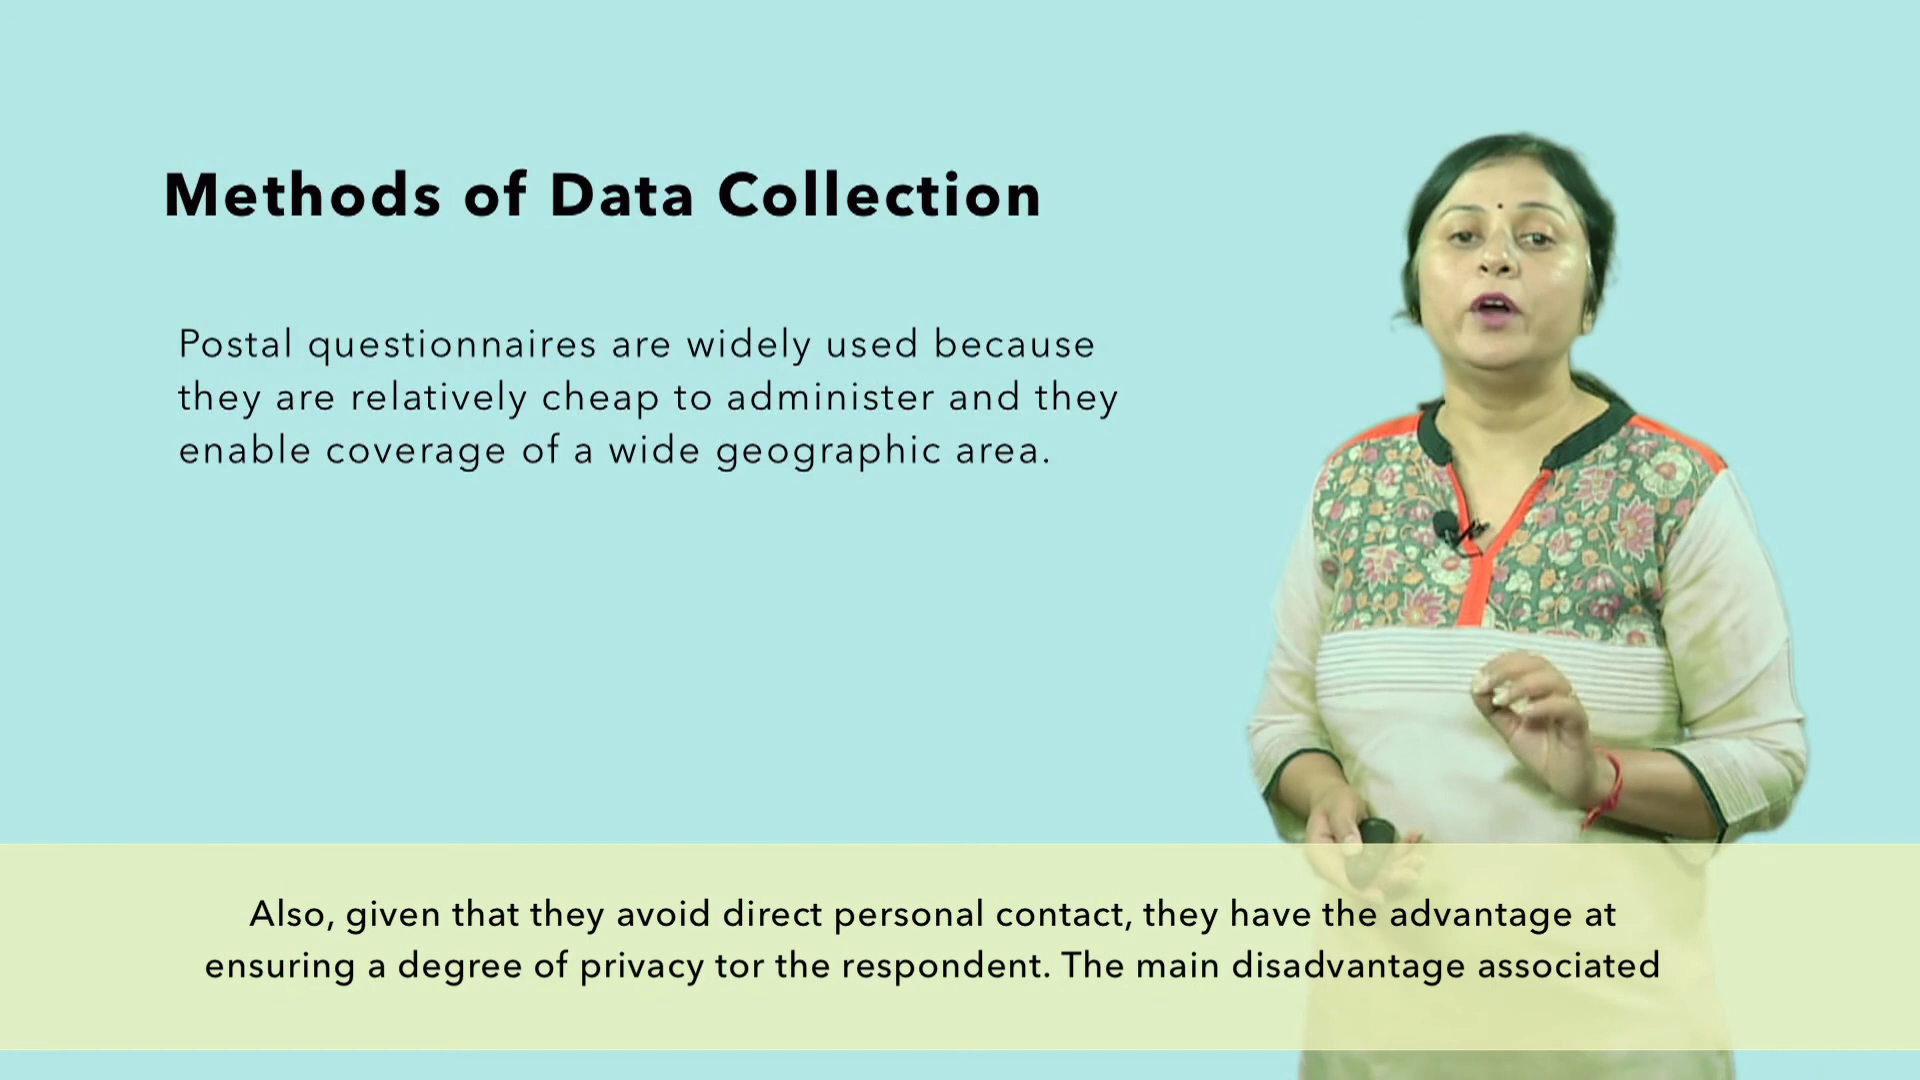 Methods of Data Collection
Postal questionnaires are widely used because
they are relatively cheap to administer and they
enable coverage of a wide geographic area.
Also, given that they avoid direct personal contact, they have the advantage at
ensuring a degree of privacy tor the respondent. The main disadvantage associated